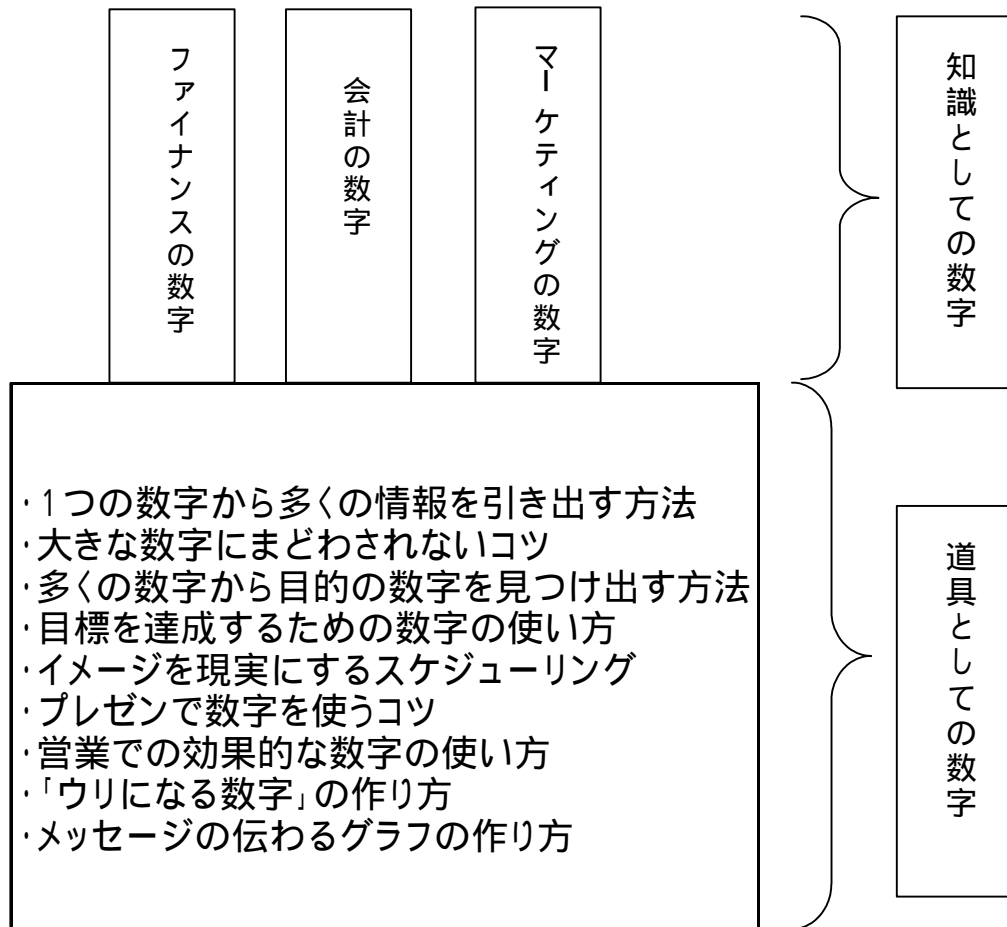 ファイナンスの数字
会計の数字
マーケティングの数字
知識としての数字
・1つの数字から多くの情報を引き出す方法
・大きな数字にまどわされないコツ
・多くの数字から目的の数字を見つけ出す方法
・目標を達成するための数字の使い方
・イメージを現実にするスケジューリング
・プレゼンで数字を使うコツ
・営業での効果的な数字の使い方
・「ウリになる数字」の作り方
・メッセージの伝わるグラフの作り方
道具としての数字